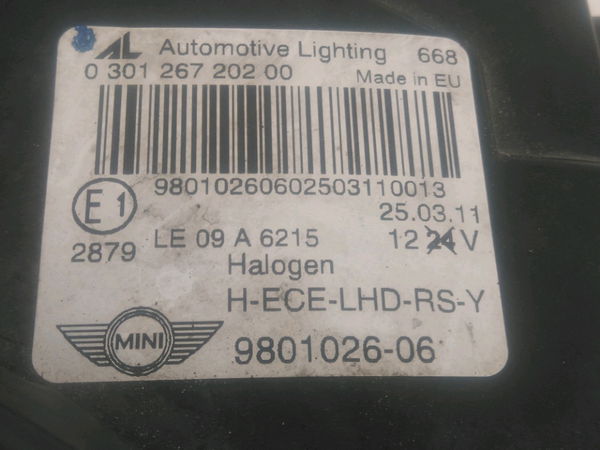 AL Automotive Lighting 668
0 301 267 202 00
Made in EU
98010260602503110013
25.03.11
E1
2879
LE 09 A 6215
12 24 V
Halogen
H-ECE-LHD-RS-Y
MINI
9801026-06